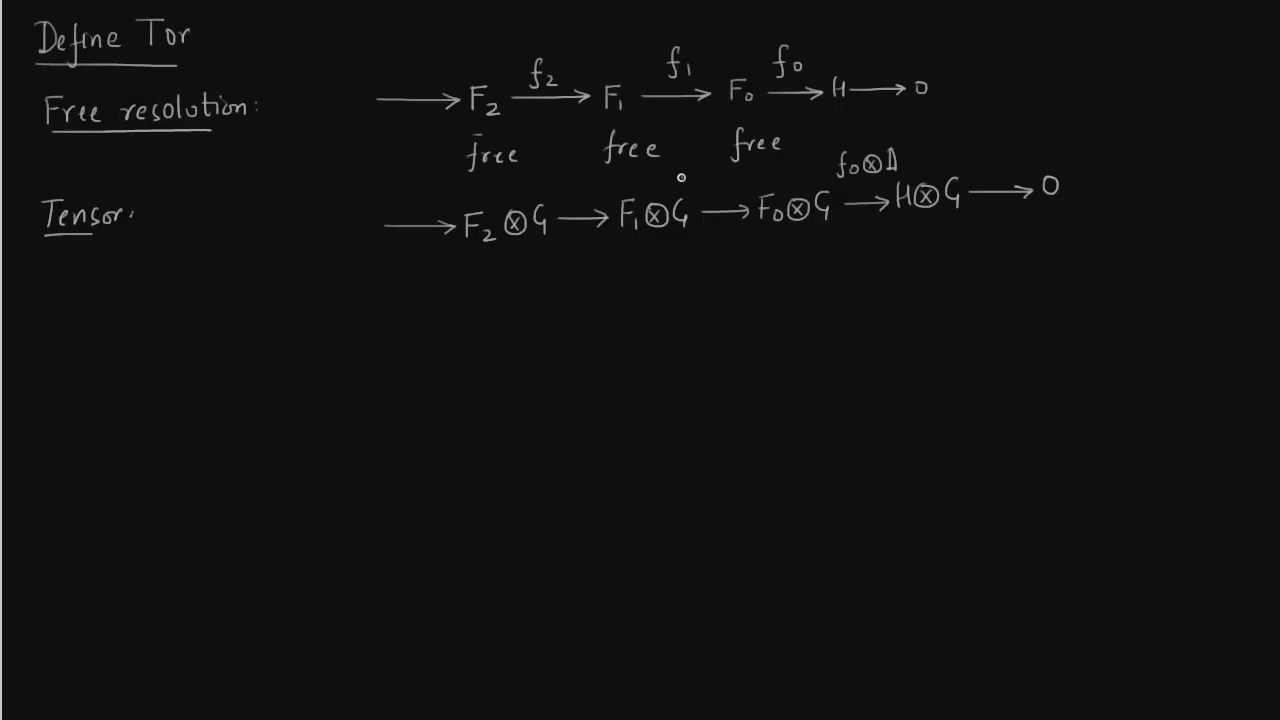 Define Tor
f₂ f₁ f₀
Free resolution: ⟶ F₂ ⟶ F₁ ⟶ F₀ ⟶ H ⟶ 0
free free free
f₀⊗1
Tensor: ⟶ F₂ ⊗ G ⟶ F₁ ⊗ G ⟶ F₀ ⊗ G ⟶ H ⊗ G ⟶ 0